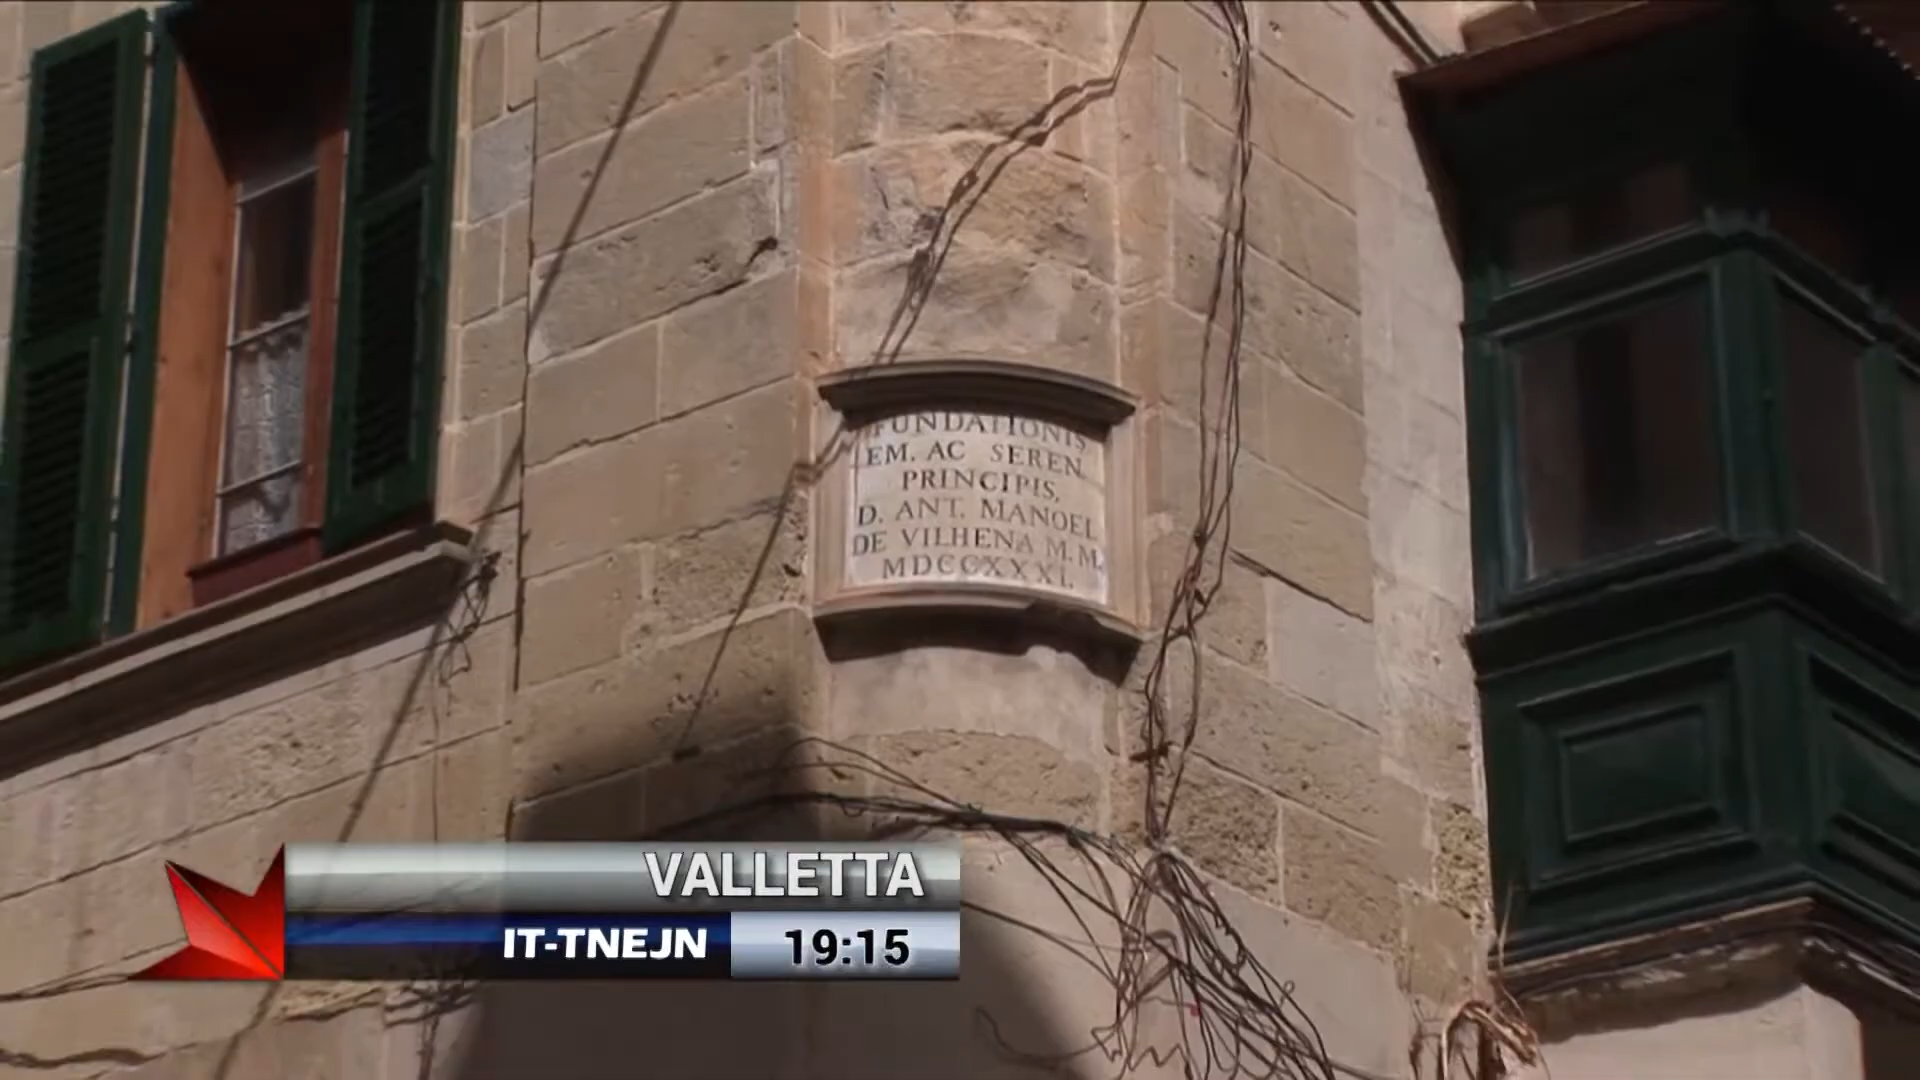 FUNDATIONIS
EM. AC SEREN.
PRINCIPIS,
D. ANT. MANOEL
DE VILHENA M. M.
MDCCXXXI.
VALLETTA
IT-TNEJN 19:15